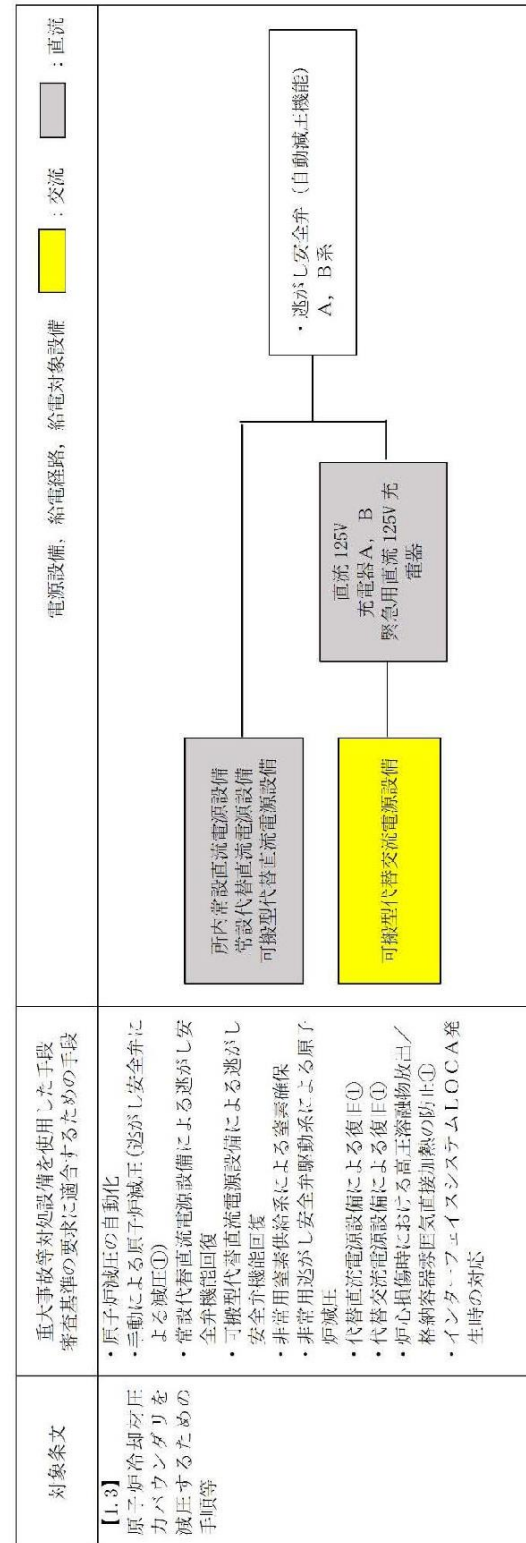 対象条文
重大事故等対処設備を使用した手段
審査基準の要求に適合するための手段
電源設備，給電経路，給電対象設備
：交流
：直流
【1.3】
原子炉冷却材圧
力バウンダリを
減圧するための
手順等
・原子炉減圧の自動化
・手動による原子炉減圧(逃がし安全弁に
よる減圧①)
・常設代替直流電源設備による逃がし安
全弁機能回復
・可搬型代替直流電源設備による逃がし
安全弁機能回復
・非常用窒素供給系による窒素確保
・非常用逃がし安全弁駆動系による原子
炉減圧
・代替直流電源設備による復旧①
・代替交流電源設備による復旧①
・炉心損傷時における高圧溶融物放出／
格納容器雰囲気直接加熱の防止①
・インターフェイスシステムＬＯＣＡ発
生時の対応
所内常設直流電源設備
常設代替直流電源設備
可搬型代替直流電源設備
可搬型代替交流電源設備
直流 125V
充電器Ａ，Ｂ
緊急用直流 125V 充
電器
・逃がし安全弁（自動減圧機能）
Ａ，Ｂ系